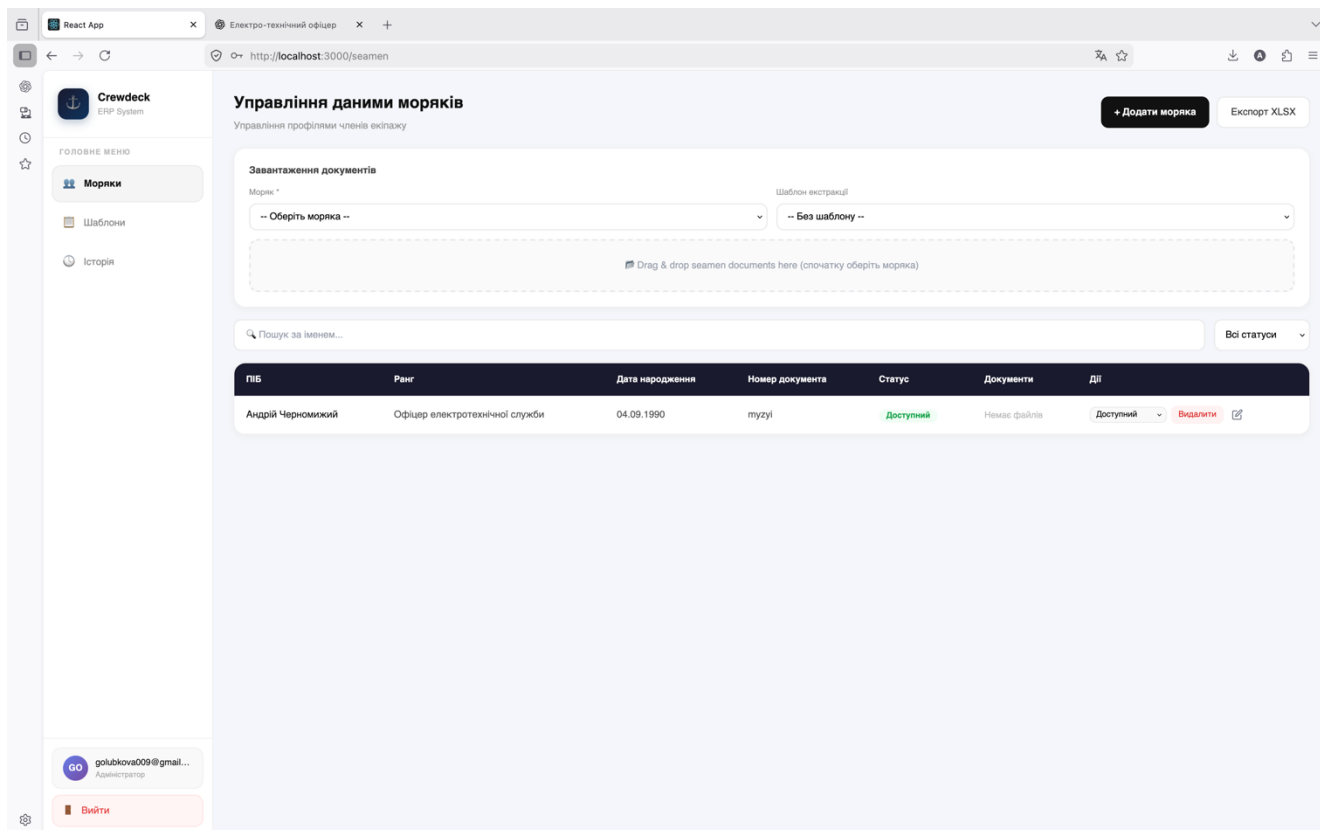 React App
Електро-технічний офіцер
http://localhost:3000/seamen
Crewdeck
ERP System
ГОЛОВНЕ МЕНЮ
Моряки
Шаблони
Історія
Управління даними моряків
Управління профілями членів екіпажу
+ Додати моряка
Експорт XLSX
Завантаження документів
Моряк *
Шаблон екстракції
-- Оберіть моряка --
-- Без шаблону --
Drag & drop seamen documents here (спочатку оберіть моряка)
Пошук за іменем...
Всі статуси
ПІБ Ранг Дата народження Номер документа Статус Документи Дії
Андрій Черномижий Офіцер електротехнічної служби 04.09.1990 myzyi Доступний Немає файлів Доступний Видалити
GO
golubkova009@gmail...
Адміністратор
Вийти